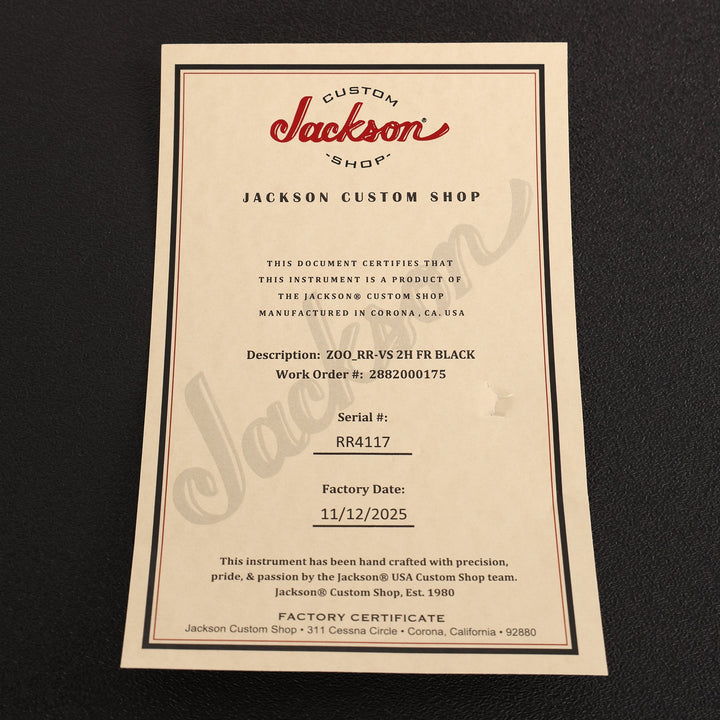 CUSTOM
Jackson®
-SHOP-
JACKSON CUSTOM SHOP
THIS DOCUMENT CERTIFIES THAT
THIS INSTRUMENT IS A PRODUCT OF
THE JACKSON® CUSTOM SHOP
MANUFACTURED IN CORONA , CA. USA
Jackson
Description: ZOO_RR-VS 2H FR BLACK
Work Order #: 2882000175
Serial #:
RR4117
Factory Date:
11/12/2025
This instrument has been hand crafted with precision,
pride, & passion by the Jackson® USA Custom Shop team.
Jackson® Custom Shop, Est. 1980
FACTORY CERTIFICATE
Jackson Custom Shop • 311 Cessna Circle • Corona, California • 92880